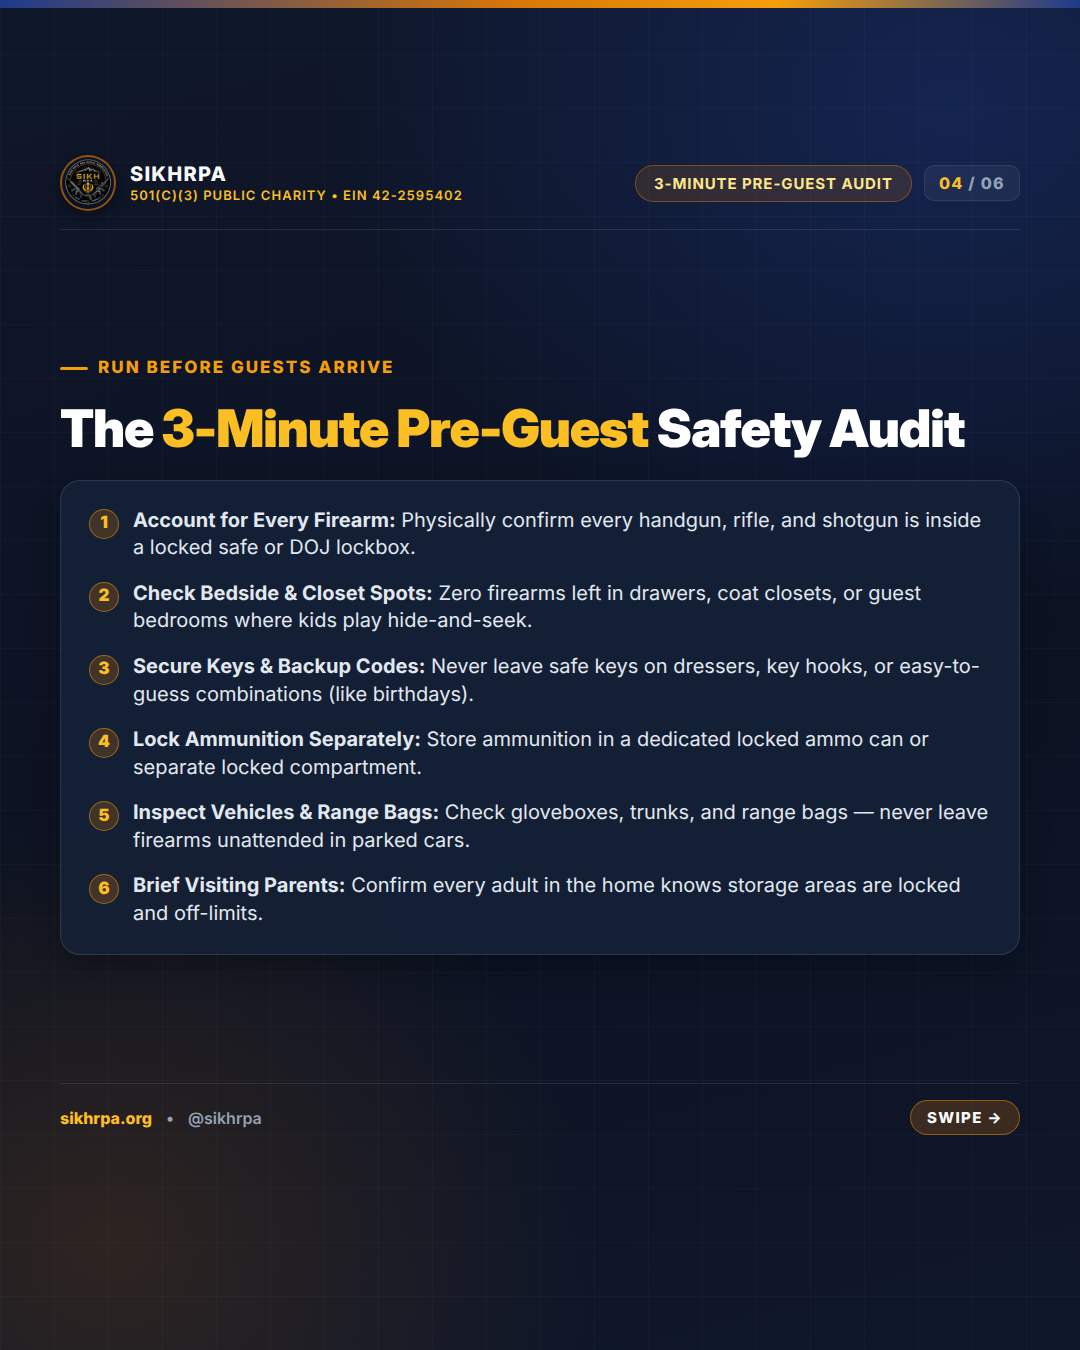 SIKH
SIKHRPA
501(C)(3) PUBLIC CHARITY • EIN 42-2595402
3-MINUTE PRE-GUEST AUDIT
04 / 06
RUN BEFORE GUESTS ARRIVE
The 3-Minute Pre-Guest Safety Audit
1 Account for Every Firearm: Physically confirm every handgun, rifle, and shotgun is inside
a locked safe or DOJ lockbox.
2 Check Bedside & Closet Spots: Zero firearms left in drawers, coat closets, or guest
bedrooms where kids play hide-and-seek.
3 Secure Keys & Backup Codes: Never leave safe keys on dressers, key hooks, or easy-to-
guess combinations (like birthdays).
4 Lock Ammunition Separately: Store ammunition in a dedicated locked ammo can or
separate locked compartment.
5 Inspect Vehicles & Range Bags: Check gloveboxes, trunks, and range bags — never leave
firearms unattended in parked cars.
6 Brief Visiting Parents: Confirm every adult in the home knows storage areas are locked
and off-limits.
sikhrpa.org • @sikhrpa
SWIPE →